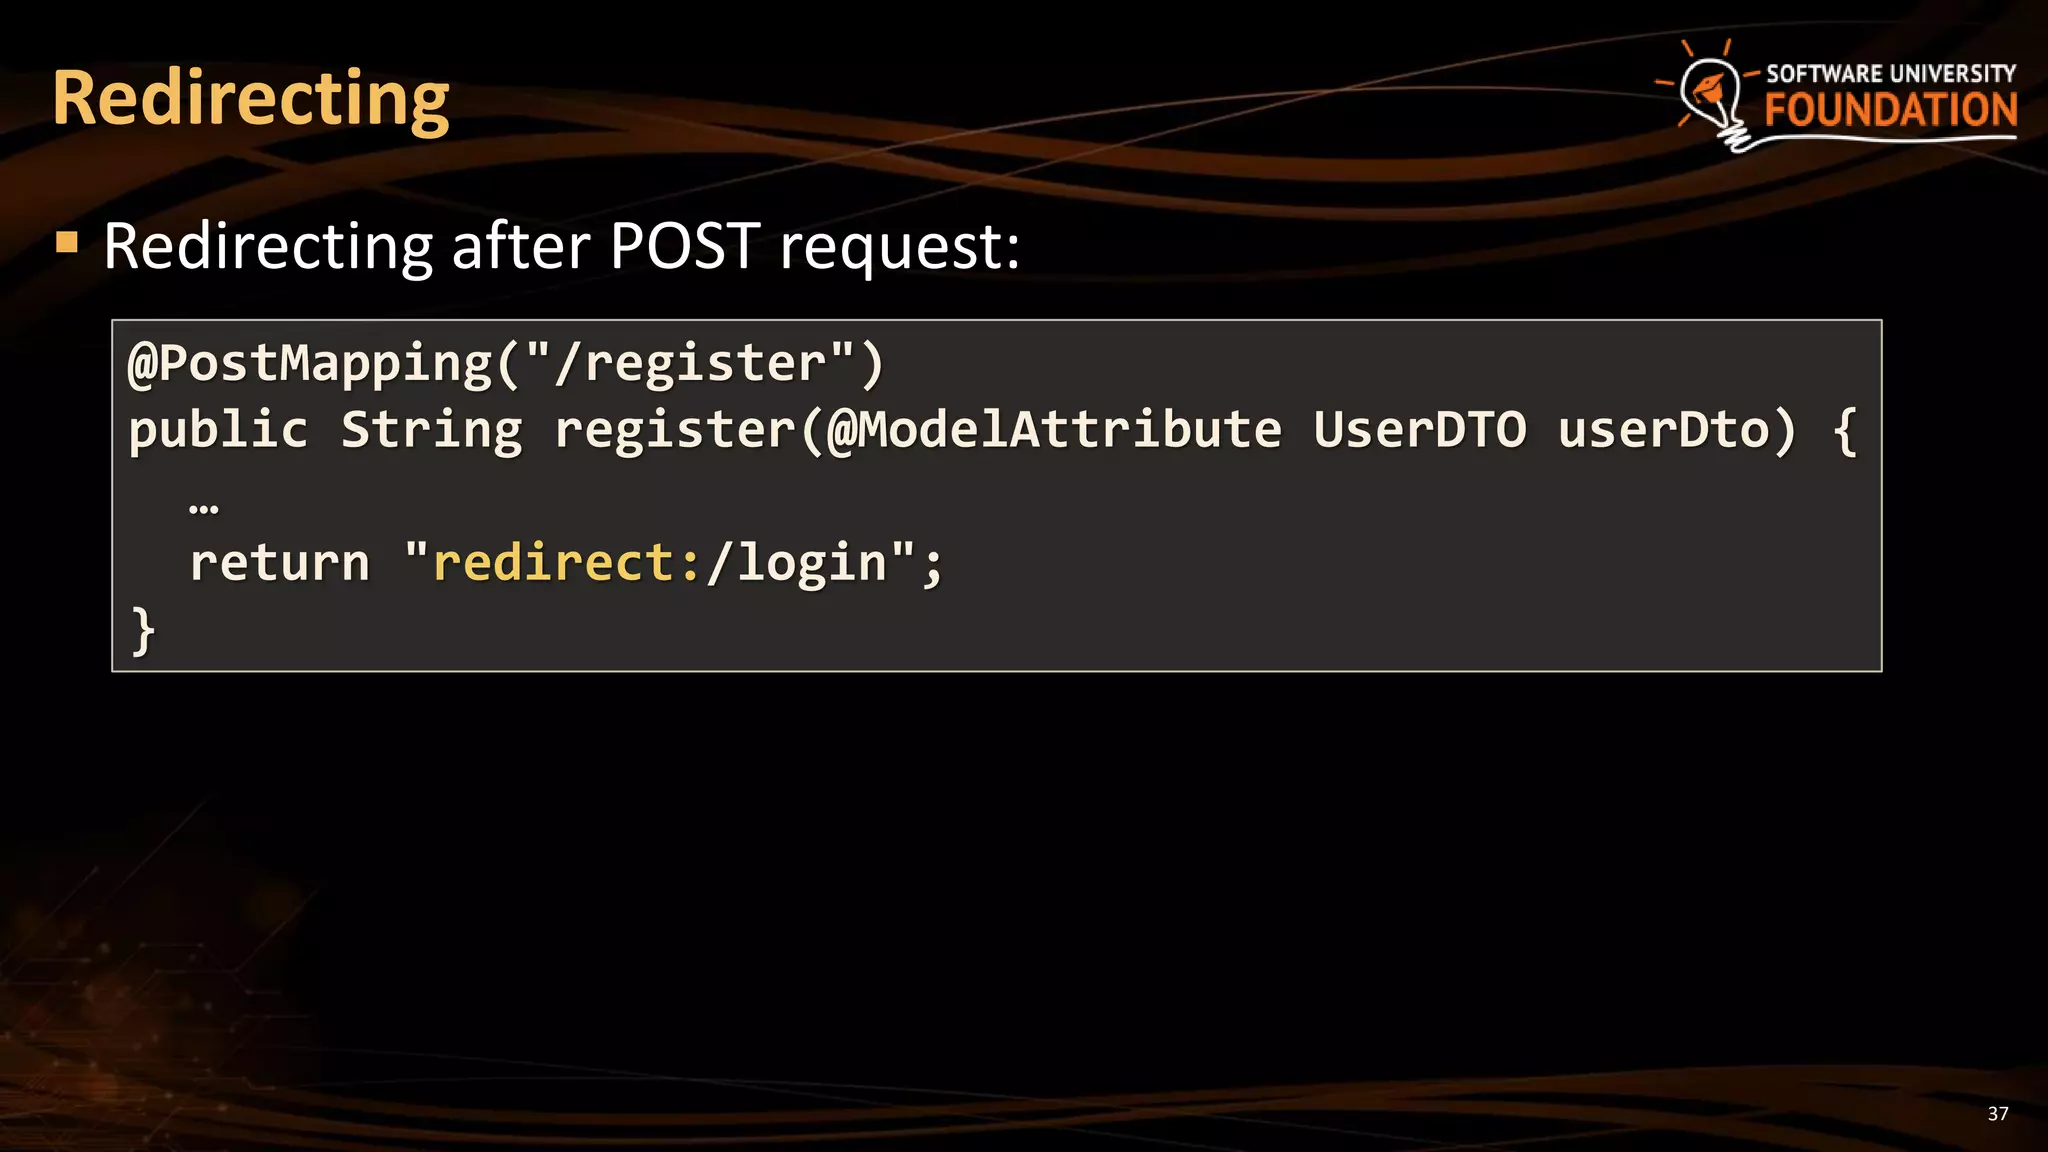 Redirecting
SOFTWARE UNIVERSITY
FOUNDATION
▪ Redirecting after POST request:
@PostMapping("/register")
public String register(@ModelAttribute UserDTO userDto) {
  …
  return "redirect:/login";
}
37